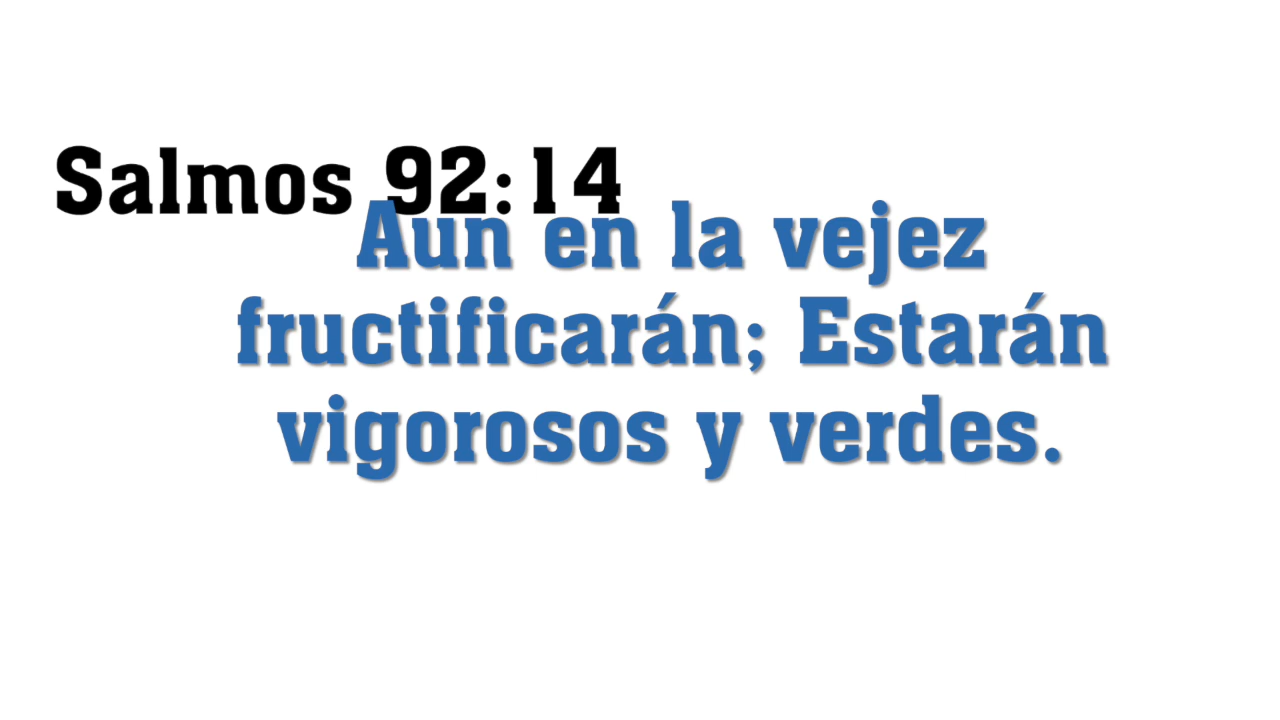 Salmos 92:14
Aun en la vejez
fructificarán; Estarán
vigorosos y verdes.